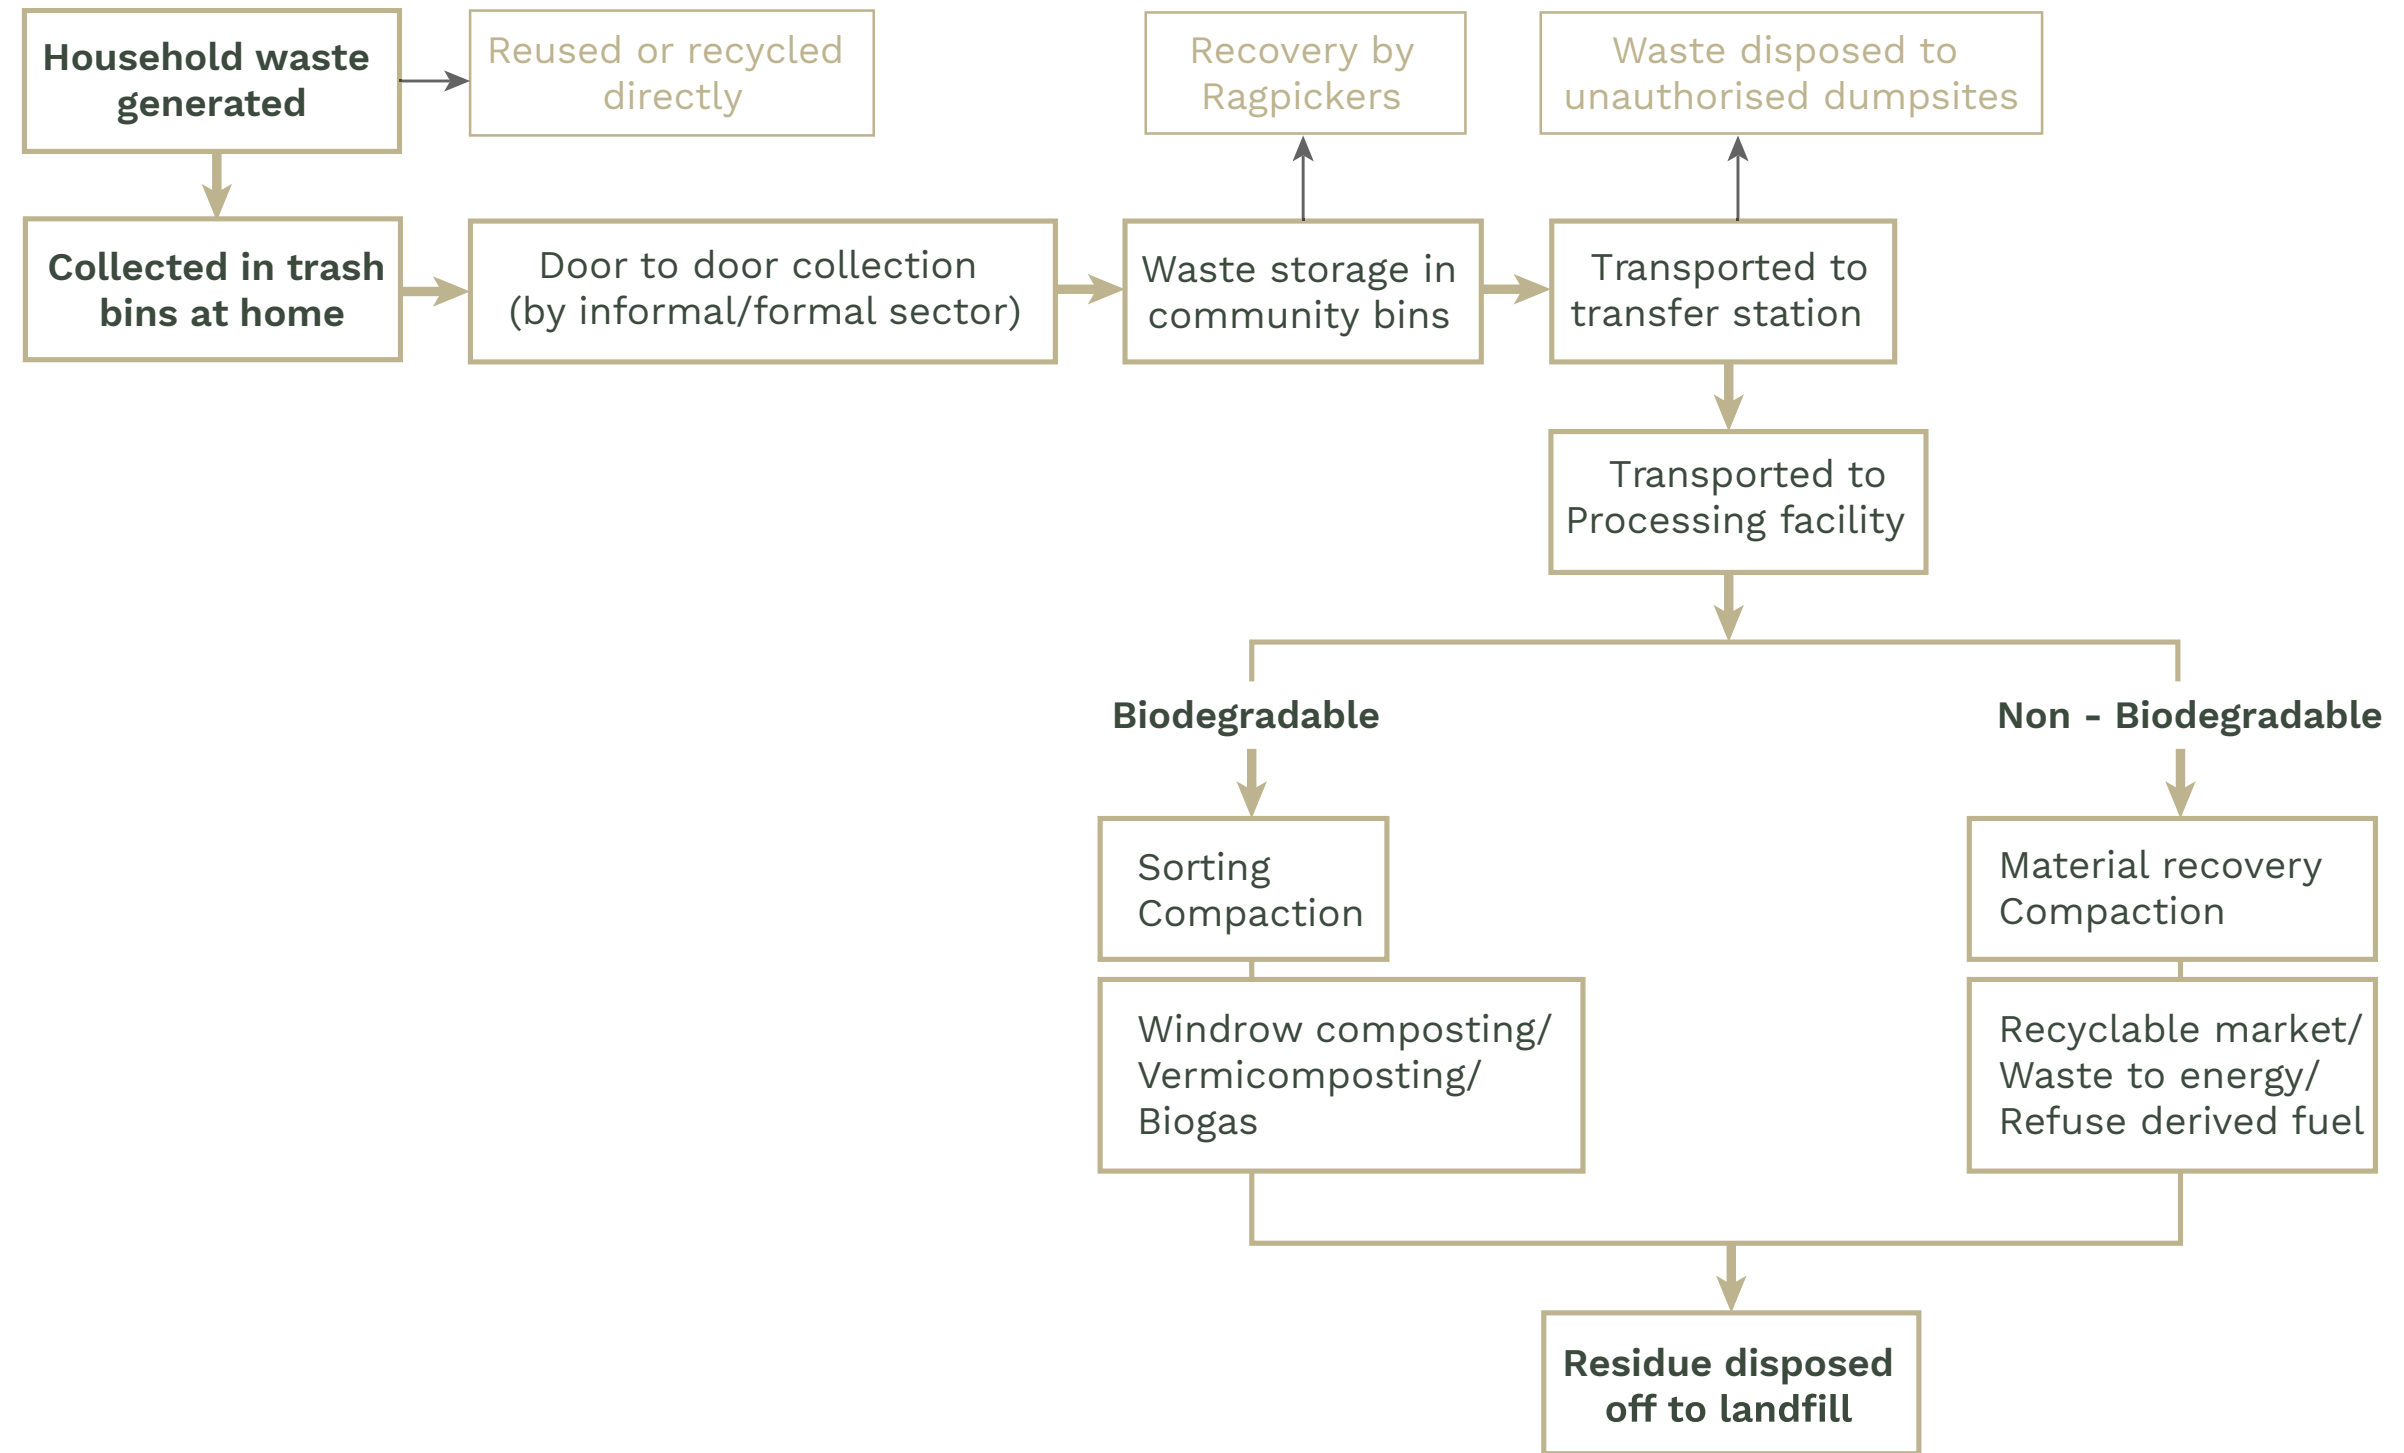 Household waste
generated
Reused or recycled
directly
Recovery by
Ragpickers
Waste disposed to
unauthorised dumpsites
Collected in trash
bins at home
Door to door collection
(by informal/formal sector)
Waste storage in
community bins
Transported to
transfer station
Transported to
Processing facility
Biodegradable
Non - Biodegradable
Sorting
Compaction
Material recovery
Compaction
Windrow composting/
Vermicomposting/
Biogas
Recyclable market/
Waste to energy/
Refuse derived fuel
Residue disposed
off to landfill